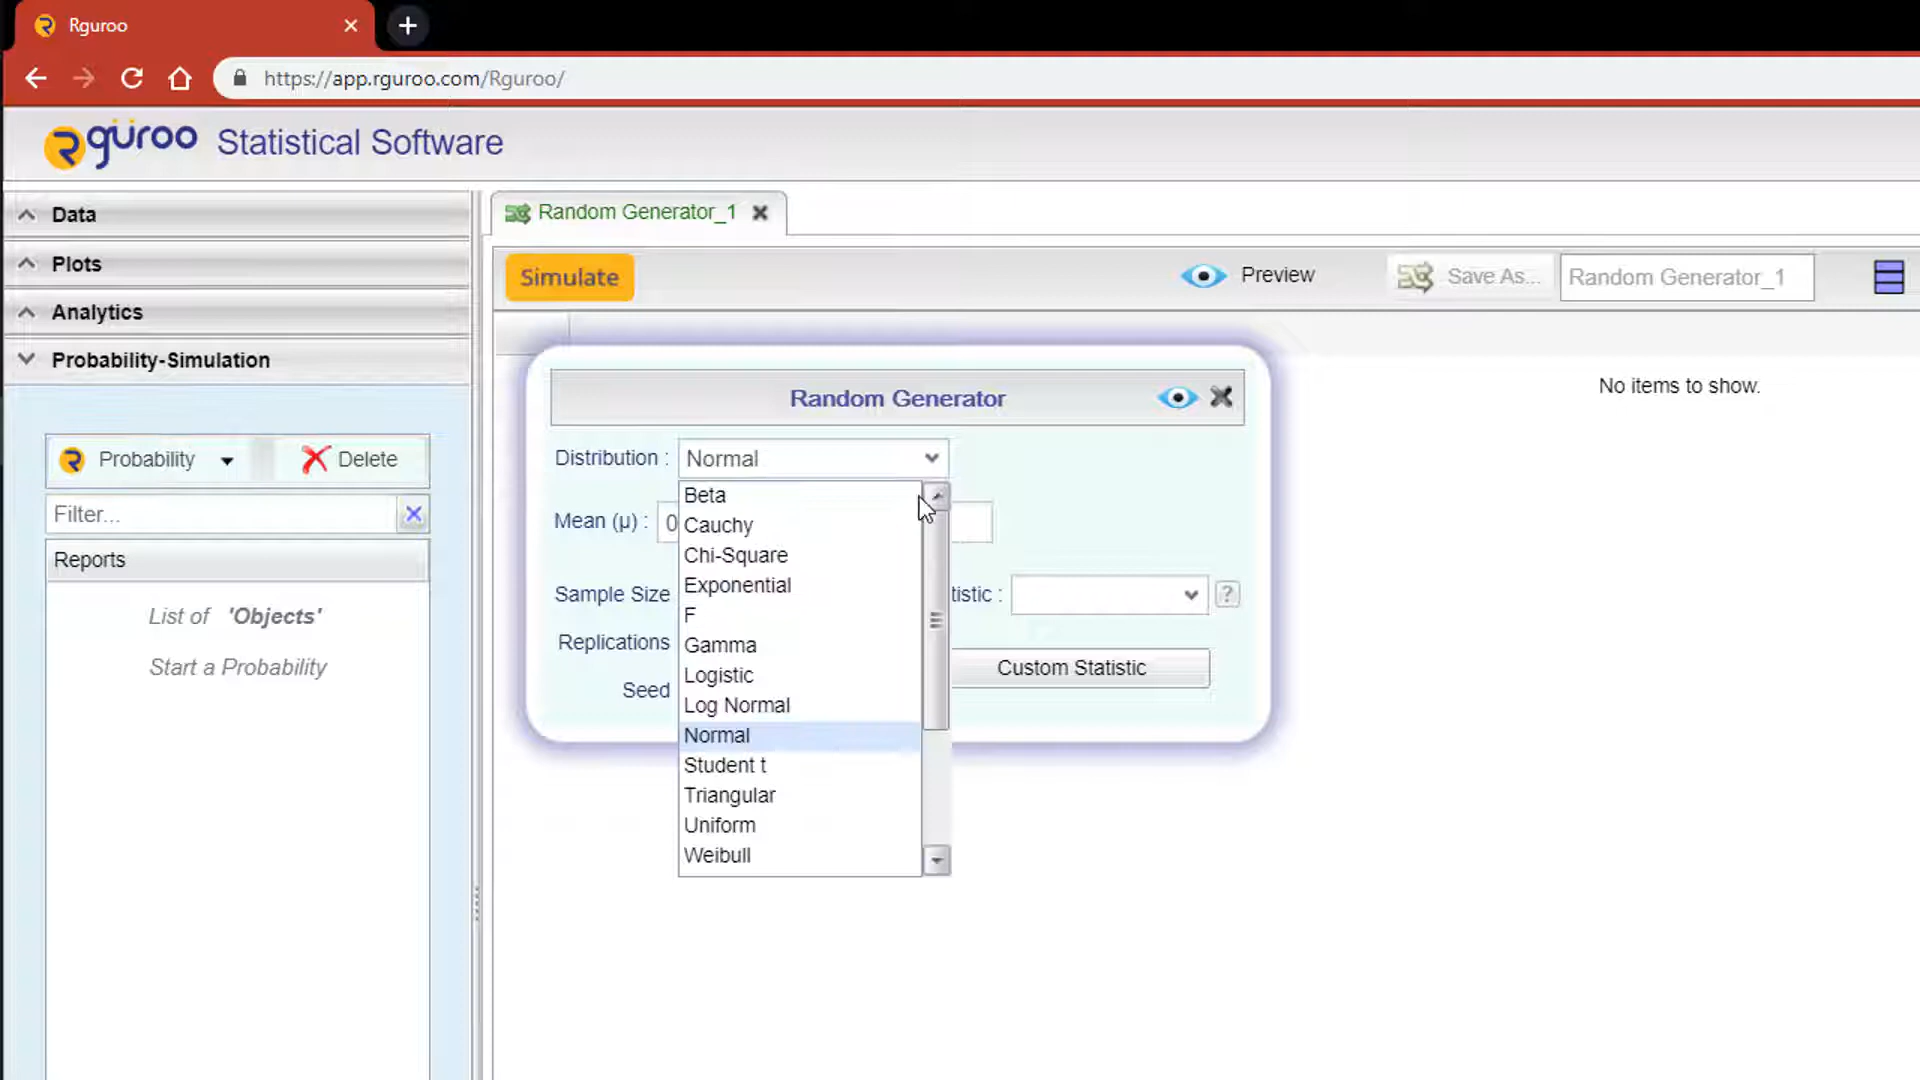 Rguroo
https://app.rguroo.com/Rguroo/
Rguroo Statistical Software
Data
Plots
Analytics
Probability-Simulation
Probability
Delete
Filter...
Reports
List of 'Objects'
Start a Probability
Random Generator_1
Simulate
Preview
Save As...
Random Generator_1
No items to show.
Random Generator
Distribution : Normal
Beta
Cauchy
Chi-Square
Exponential
F
Gamma
Logistic
Log Normal
Normal
Student t
Triangular
Uniform
Weibull
Mean (μ) : 0
Sample Size
tistic :
?
Replications
Custom Statistic
Seed